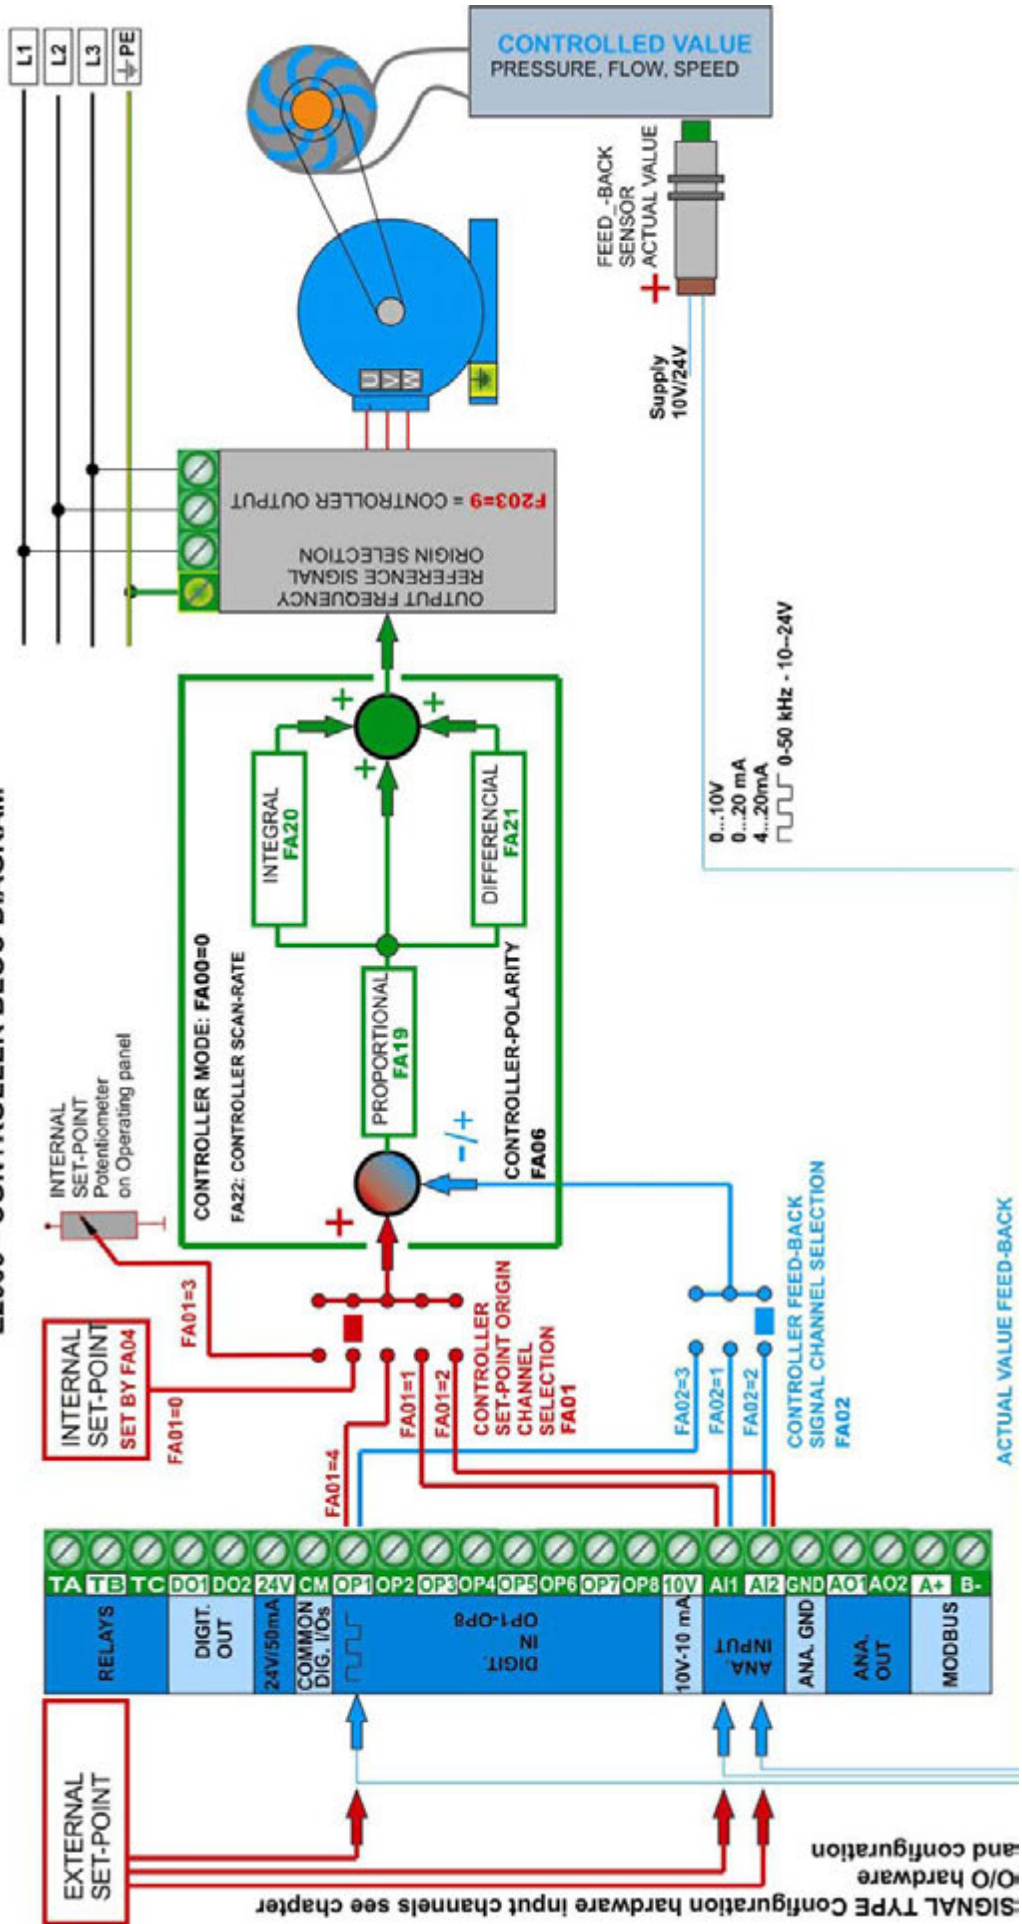 L1
L2
L3
PE
CONTROLLED VALUE
PRESSURE, FLOW, SPEED
FEED_-BACK
SENSOR
ACTUAL VALUE
+
Supply
10V/24V
U
V
W
OUTPUT FREQUENCY
REFERENCE SIGNAL
ORIGIN SELECTION
F203=9 = CONTROLLER OUTPUT
0...10V
0...20 mA
4...20mA
0-50 kHz - 10--24V
CONTROLLER MODE: FA00=0
FA22: CONTROLLER SCAN-RATE
INTEGRAL
FA20
PROPORTIONAL
FA19
DIFFERENCIAL
FA21
+
+
+
+
-/+
CONTROLLER-POLARITY
FA06
INTERNAL
SET-POINT
Potentiometer
on Operating panel
INTERNAL
SET-POINT
SET BY FA04
FA01=3
FA01=0
FA01=4
FA01=1
FA01=2
CONTROLLER
SET-POINT ORIGIN
CHANNEL
SELECTION
FA01
FA02=3
FA02=1
FA02=2
CONTROLLER FEED-BACK
SIGNAL CHANNEL SELECTION
FA02
ACTUAL VALUE FEED-BACK
TA TB TC DO1 DO2 24V CM OP1 OP2 OP3 OP4 OP5 OP6 OP7 OP8 10V AI1 AI2 GND AO1 AO2 A+ B-
RELAYS
DIGIT.
OUT
24V/50mA
COMMON
DIG. I/Os
DIGIT.
IN
OP1-OP8
10V-10 mA
ANA.
INPUT
ANA. GND
ANA.
OUT
MODBUS
EXTERNAL
SET-POINT
SIGNAL TYPE Configuration hardware input channels see chapter
O/O hardware
and configuration